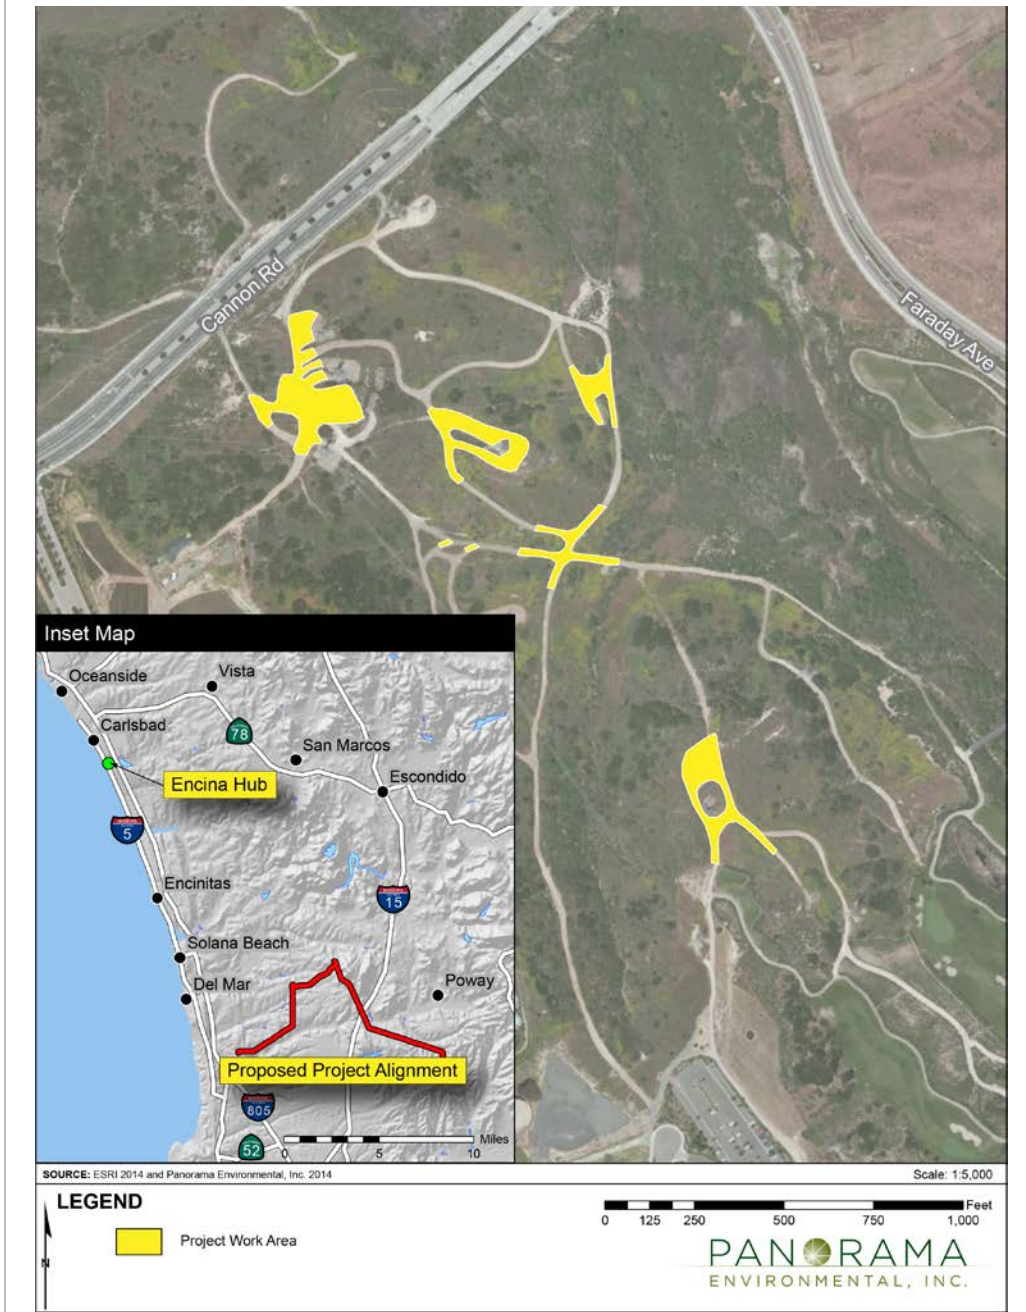 Cannon Rd
Faraday Ave
Inset Map
Oceanside
Vista
Carlsbad
78
San Marcos
Escondido
Encina Hub
5
Encinitas
15
Solana Beach
Del Mar
Poway
Proposed Project Alignment
805
52
Miles
0 5 10
SOURCE: ESRI 2014 and Panorama Environmental, Inc. 2014
Scale: 1:5,000
LEGEND
Project Work Area
N
Feet
0 125 250 500 750 1,000
PANORAMA
ENVIRONMENTAL, INC.